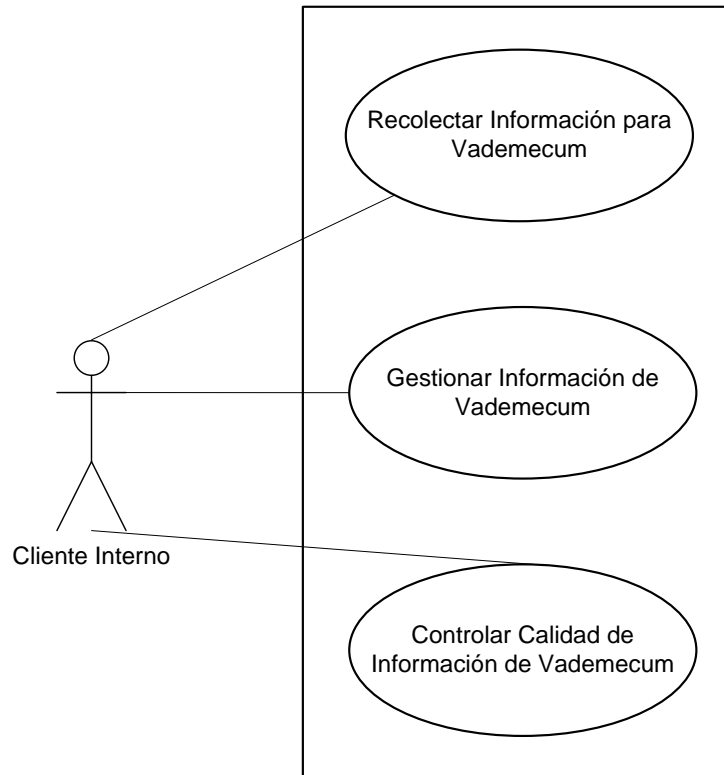 Recolectar Información para
Vademecum
Gestionar Información de
Vademecum
Cliente Interno
Controlar Calidad de
Información de Vademecum